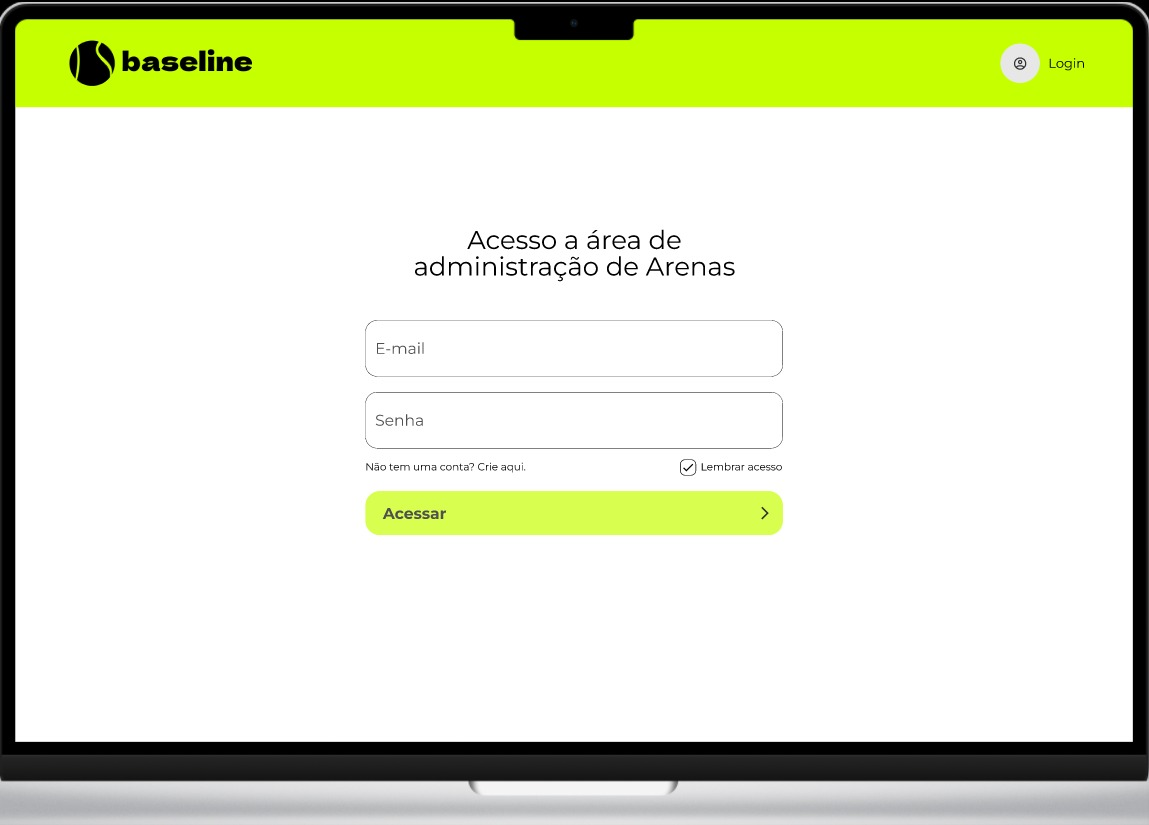 baseline
Login
Acesso a área de
administração de Arenas
E-mail
Senha
Não tem uma conta? Crie aqui.
Lembrar acesso
Acessar